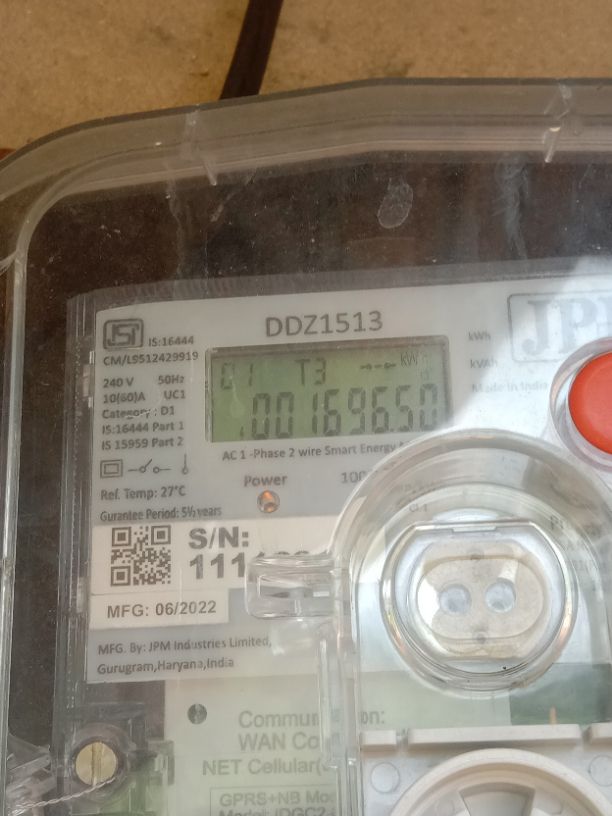 DDZ1513
IS:16444
CM/L9512429919
240 V 50Hz
10(60)A UC1
Category : D1
IS:16444 Part 1
IS 15959 Part 2
Ref. Temp: 27°C
Gurantee Period: 5½ years
01 T3 kW
001696.50
kWh
kVAh
JP
Made in India
AC 1 -Phase 2 wire Smart Energy
Power
S/N:
111
MFG: 06/2022
MFG. By: JPM Industries Limited,
Gurugram,Haryana,India
WAN
NET Cellular(
GPRS+NB